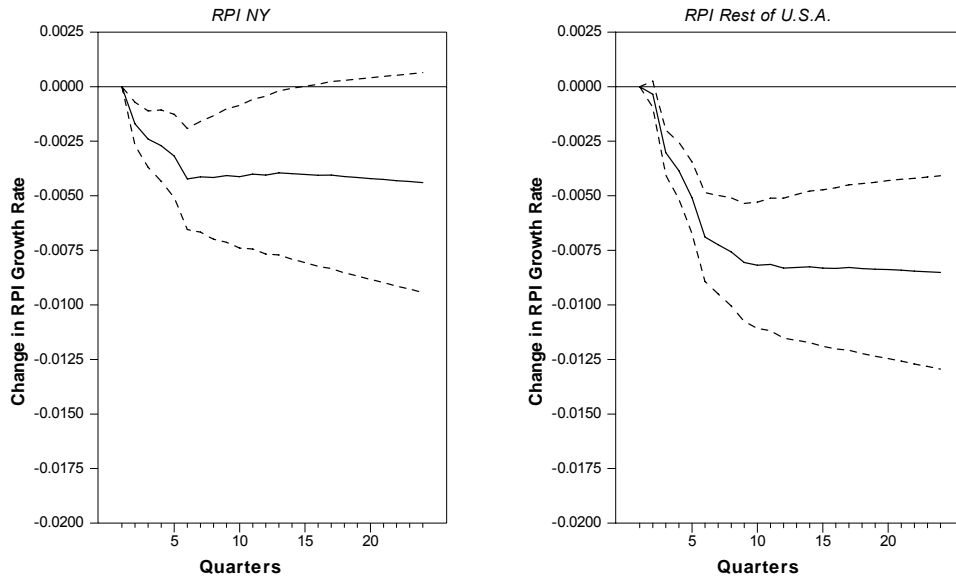 RPI NY
Change in RPI Growth Rate
0.0025
0.0000
-0.0025
-0.0050
-0.0075
-0.0100
-0.0125
-0.0150
-0.0175
-0.0200
5 10 15 20
Quarters
RPI Rest of U.S.A.
Change in RPI Growth Rate
0.0025
0.0000
-0.0025
-0.0050
-0.0075
-0.0100
-0.0125
-0.0150
-0.0175
-0.0200
5 10 15 20
Quarters